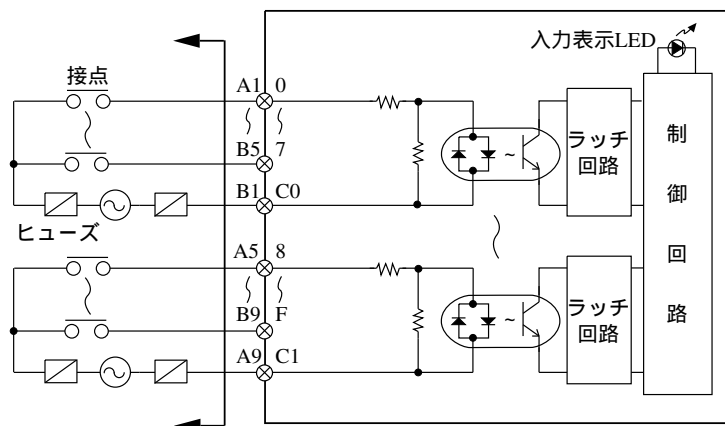 入力表示LED
接点
A1 0
B5 7
B1 C0
ヒューズ
ラッチ
回路
制
御
回
路
A5 8
B9 F
A9 C1
ラッチ
回路